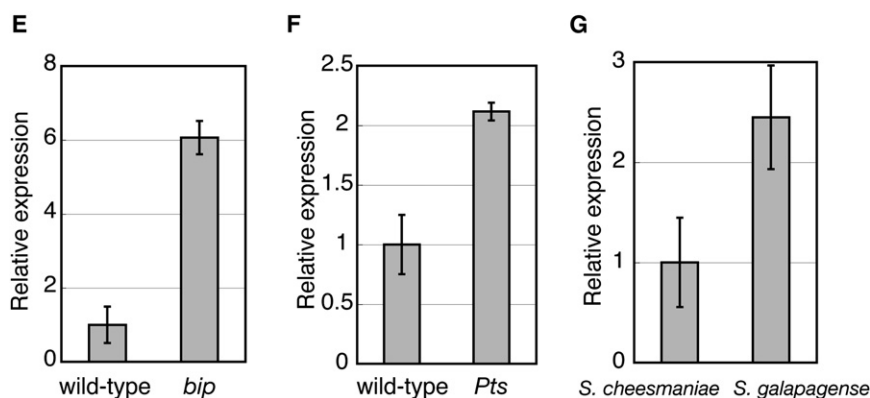 E
Relative expression
8
6
4
2
0
wild-type bip
F
Relative expression
2.5
2
1.5
1
0.5
0
wild-type Pts
G
Relative expression
3
2
1
0
S. cheesmaniae S. galapagense